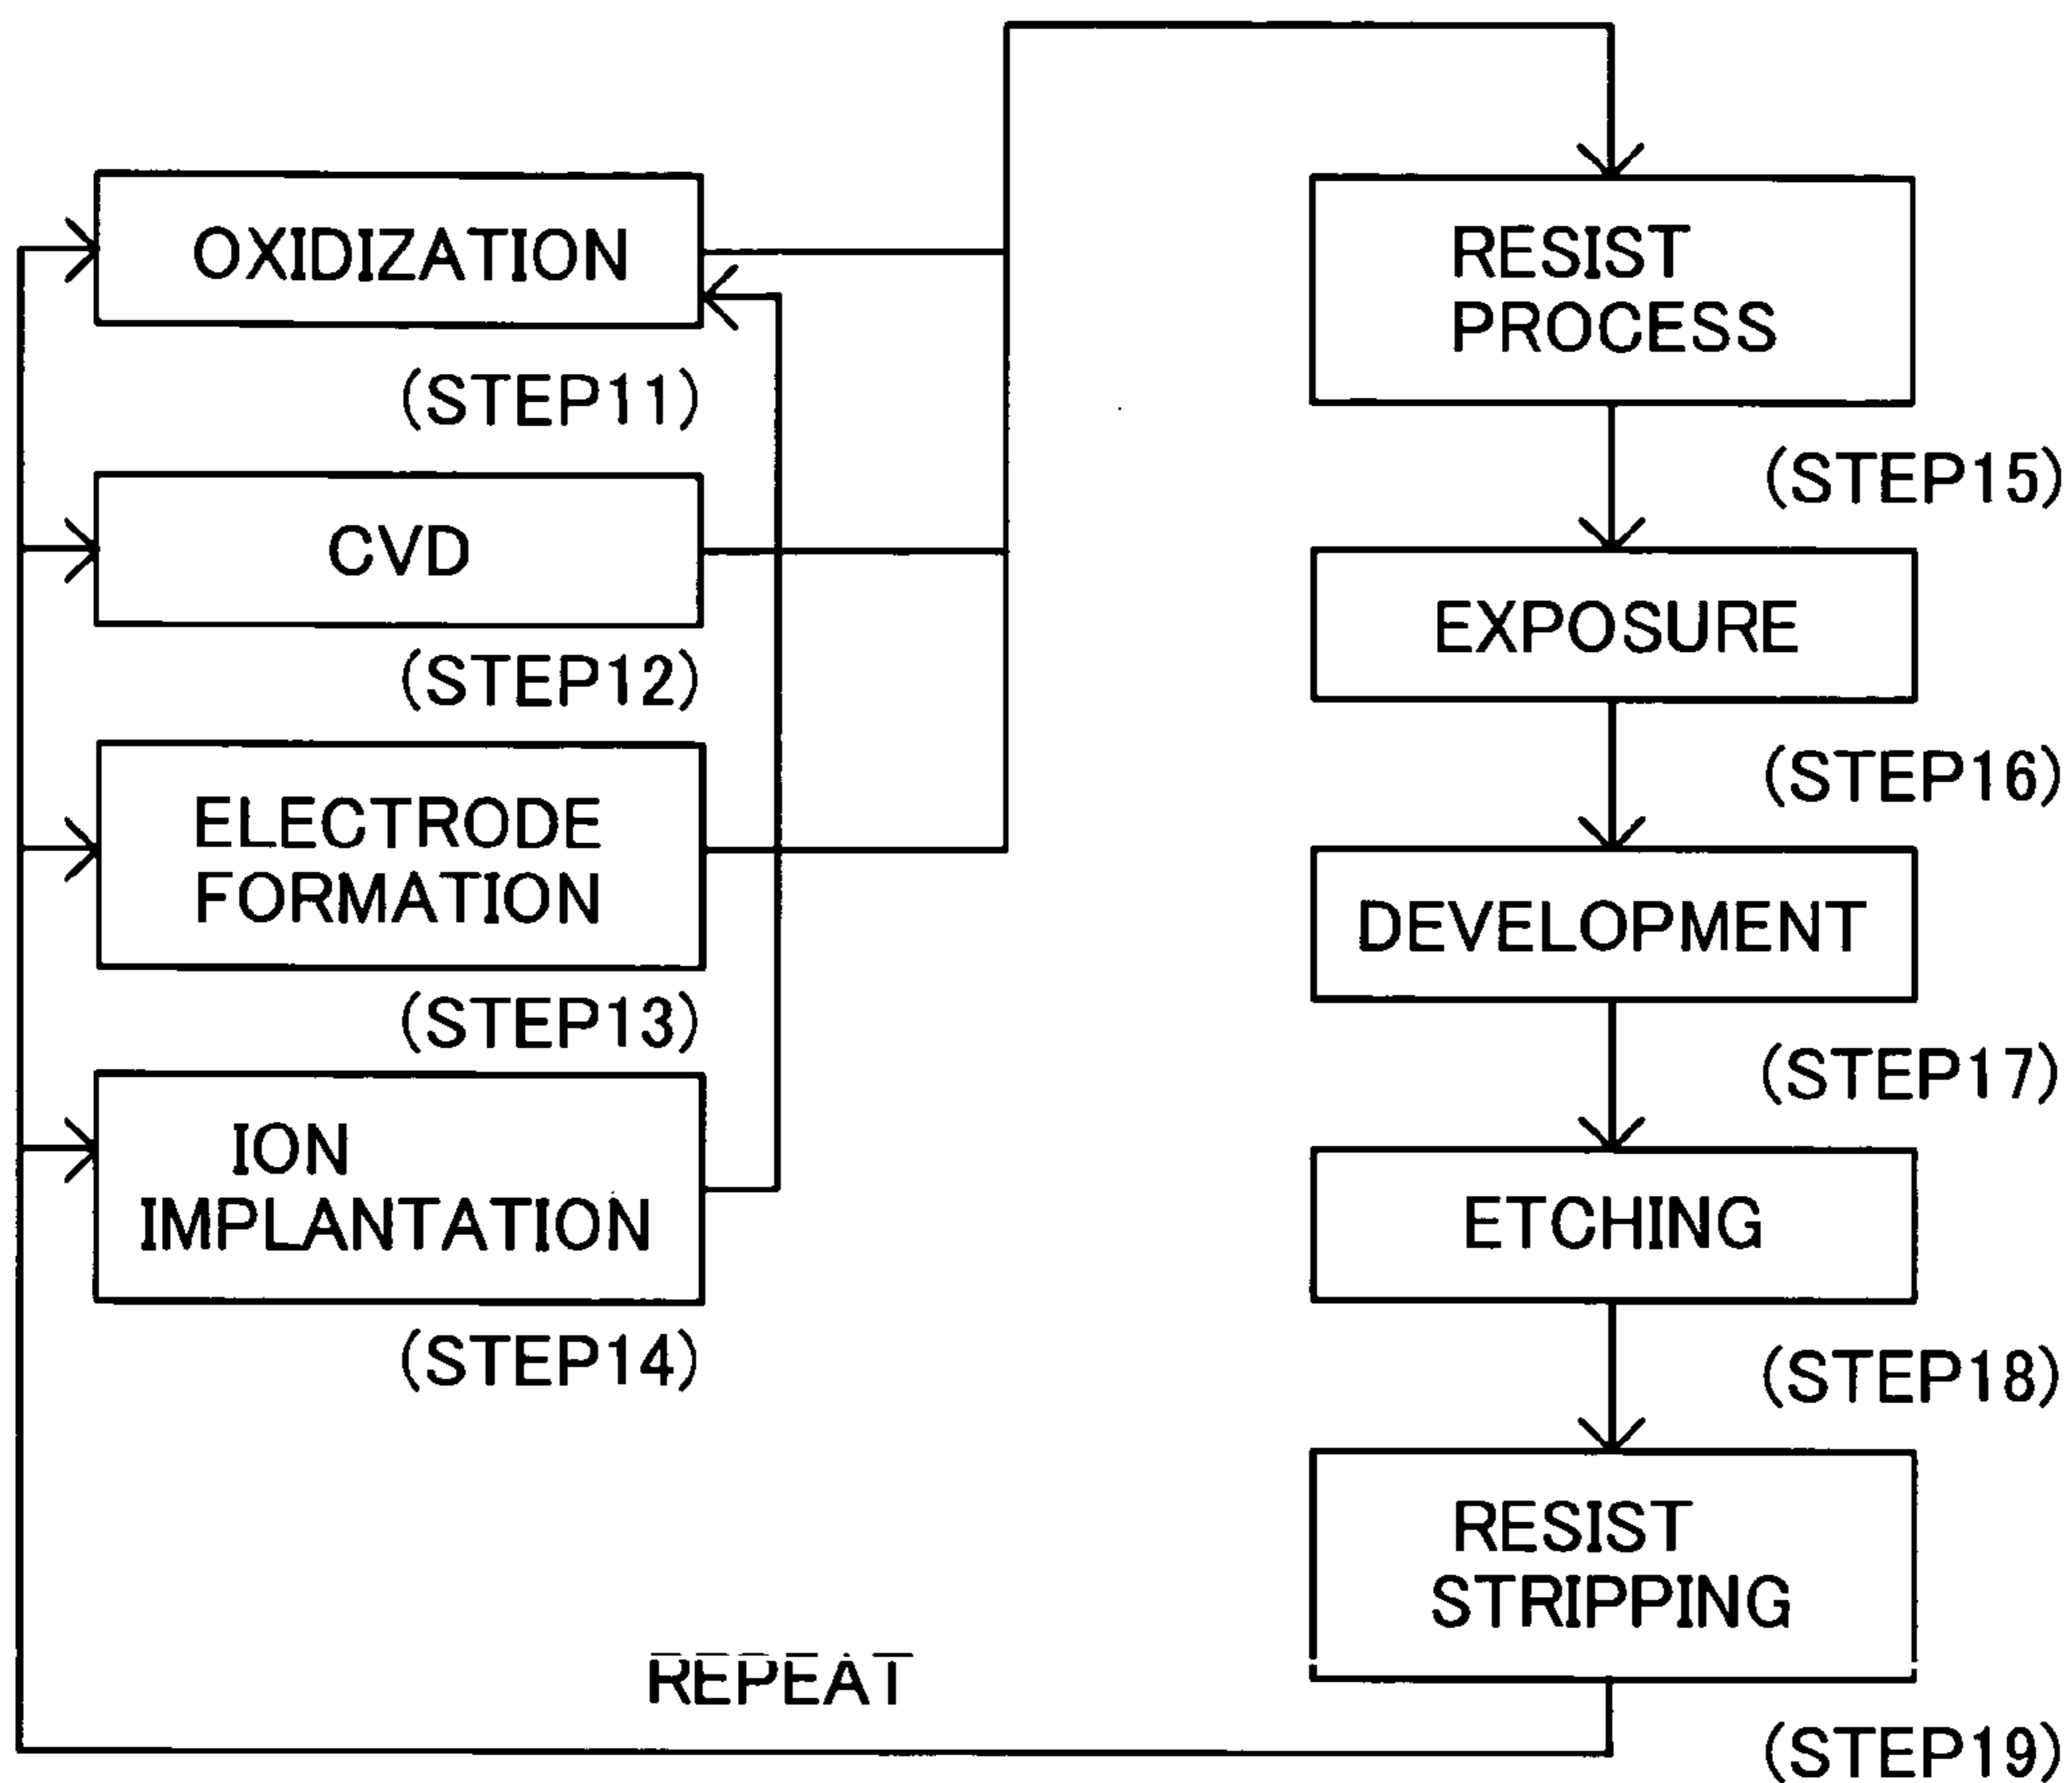 OXIDIZATION
(STEP11)
CVD
(STEP12)
ELECTRODE
FORMATION
(STEP13)
ION
IMPLANTATION
(STEP14)
RESIST
PROCESS
(STEP15)
EXPOSURE
(STEP16)
DEVELOPMENT
(STEP17)
ETCHING
(STEP18)
RESIST
STRIPPING
(STEP19)
REPEAT